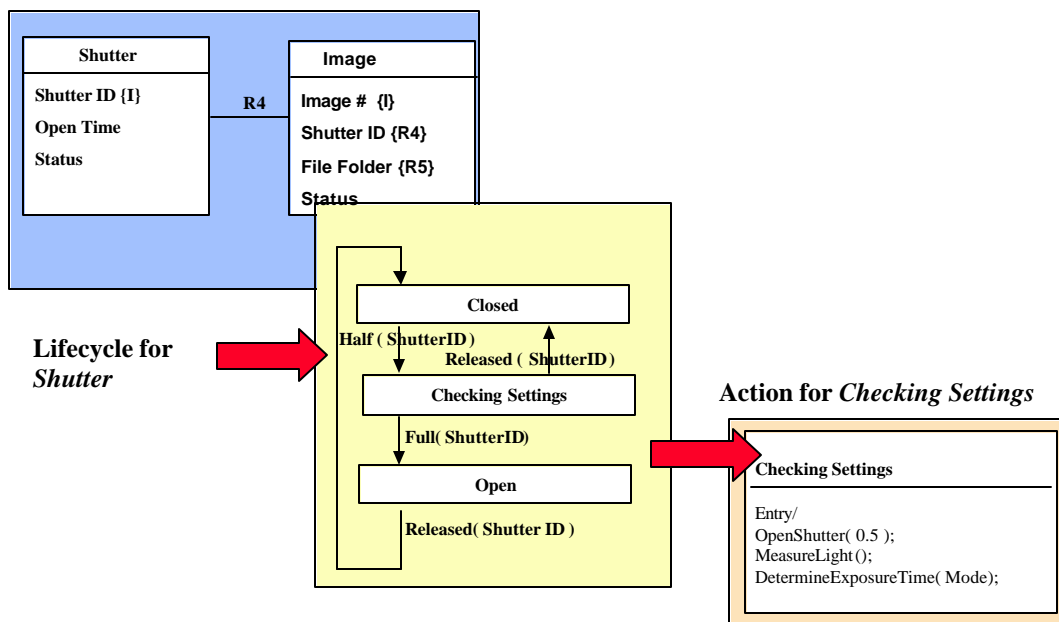 Shutter
Shutter ID {I}
Open Time
Status
R4
Image
Image # {I}
Shutter ID {R4}
File Folder {R5}
Status
Lifecycle for
Shutter
Closed
Half ( ShutterID )
Released ( ShutterID )
Checking Settings
Full( ShutterID)
Open
Released( Shutter ID )
Action for Checking Settings
Checking Settings
Entry/
OpenShutter( 0.5 );
MeasureLight();
DetermineExposureTime( Mode);